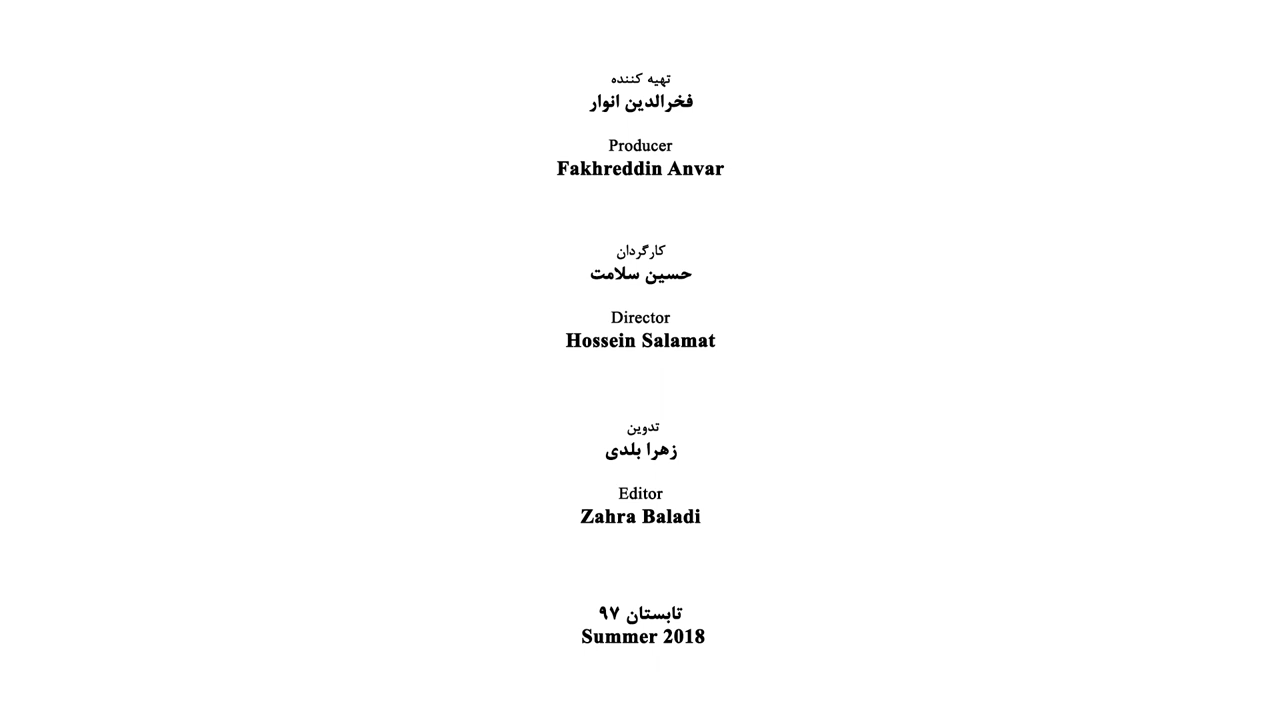 تهیه کننده
فخرالدین انوار
Producer
Fakhreddin Anvar
کارگردان
حسین سلامت
Director
Hossein Salamat
تدوین
زهرا بلدی
Editor
Zahra Baladi
تابستان ۹۷
Summer 2018